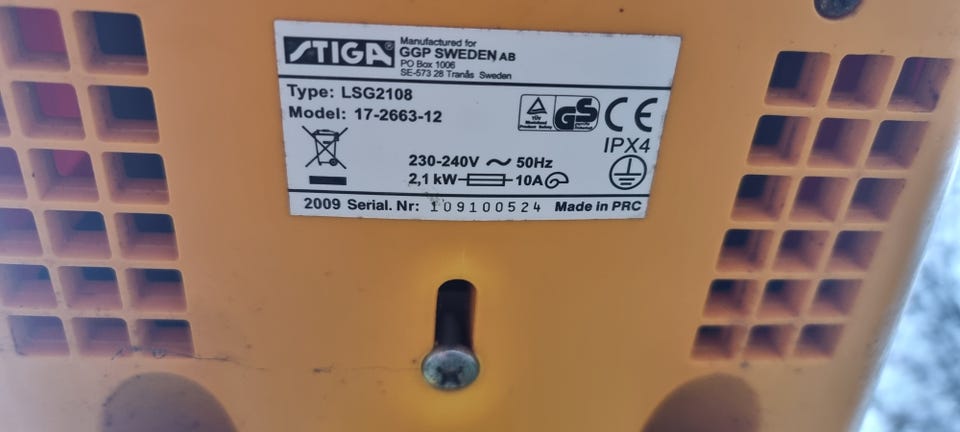 STIGA
Manufactured for
GGP SWEDEN AB
PO Box 1006
SE-573 28 Tranås Sweden
Type: LSG2108
Model: 17-2663-12
TÜV
GS
CE
IPX4
230-240V ~ 50Hz
2,1 kW 10A
2009 Serial. Nr: 109100524 Made in PRC